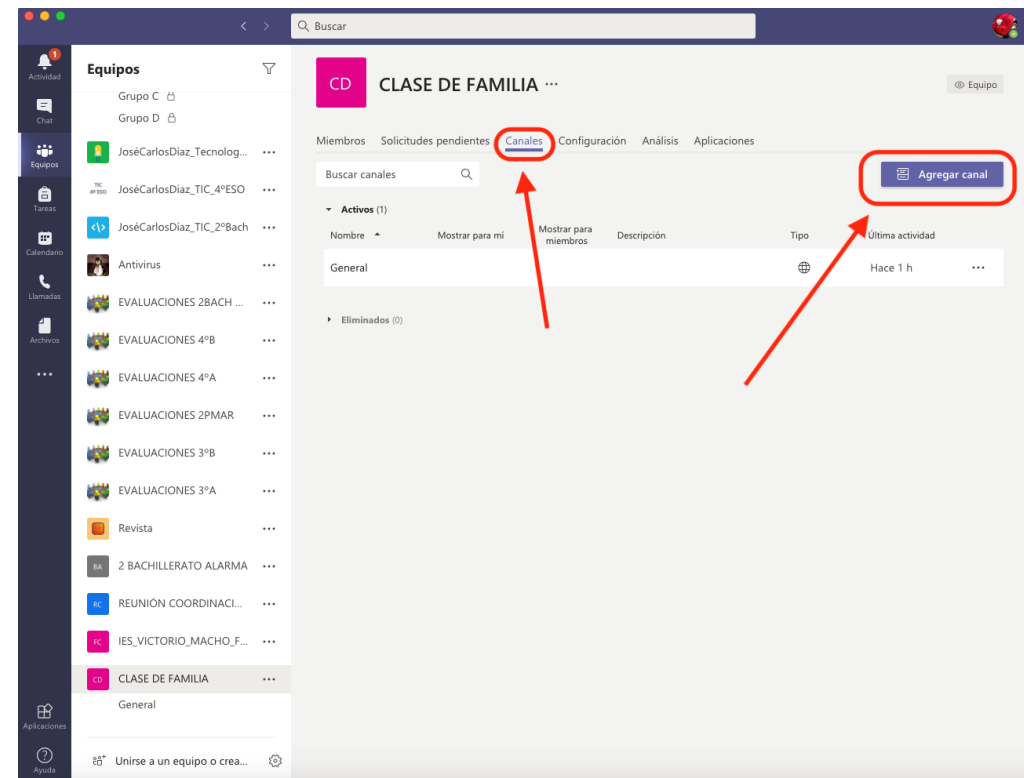 Buscar
1
Actividad
Chat
Equipos
Tareas
Calendario
Llamadas
Archivos
Aplicaciones
Ayuda
Equipos
Grupo C
Grupo D
JoséCarlosDíaz_Tecnolog...
TIC
4º ESO
JoséCarlosDíaz_TIC_4ºESO
JoséCarlosDíaz_TIC_2ºBach
Antivirus
EVALUACIONES 2BACH ...
EVALUACIONES 4ºB
EVALUACIONES 4ºA
EVALUACIONES 2PMAR
EVALUACIONES 3ºB
EVALUACIONES 3ºA
Revista
BA 2 BACHILLERATO ALARMA
RC REUNIÓN COORDINACI...
FC IES_VICTORIO_MACHO_F...
CD CLASE DE FAMILIA
General
Unirse a un equipo o crea...
CD CLASE DE FAMILIA ...
Equipo
Miembros Solicitudes pendientes Canales Configuración Análisis Aplicaciones
Buscar canales
Agregar canal
Activos (1)
Nombre Mostrar para mí Mostrar para miembros Descripción Tipo Última actividad
General Hace 1 h
Eliminados (0)